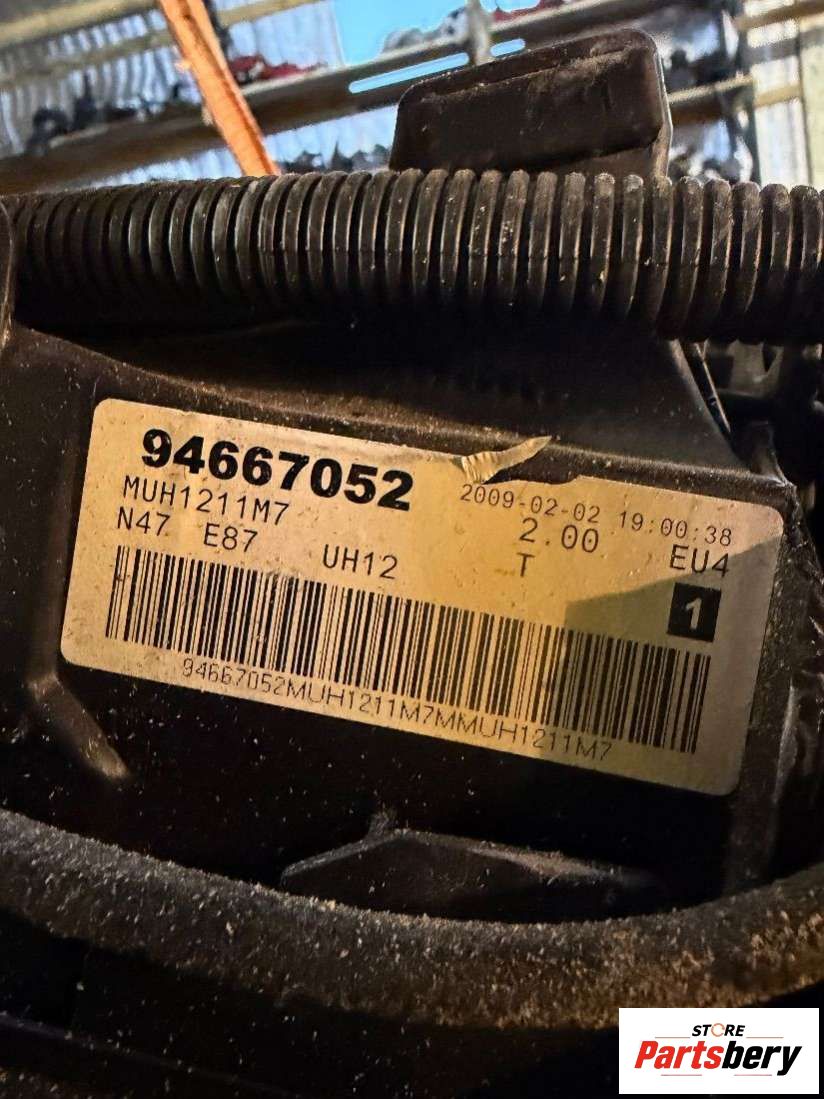 94667052
2009-02-02 19:00:38
MUH1211M7
2.00
N47 E87 UH12 T EU4
1
94667052MUH1211M7MMUH1211M7
STORE
Partsbery